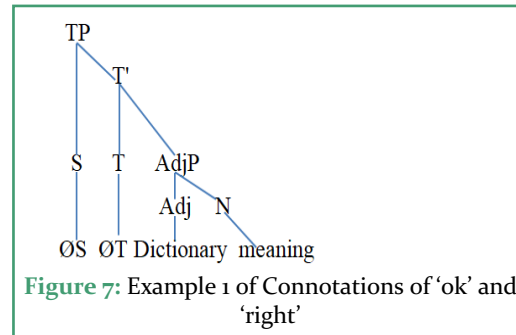 TP
T'
S T AdjP
Adj N
ØS ØT Dictionary meaning
Figure 7: Example 1 of Connotations of ‘ok’ and
‘right’